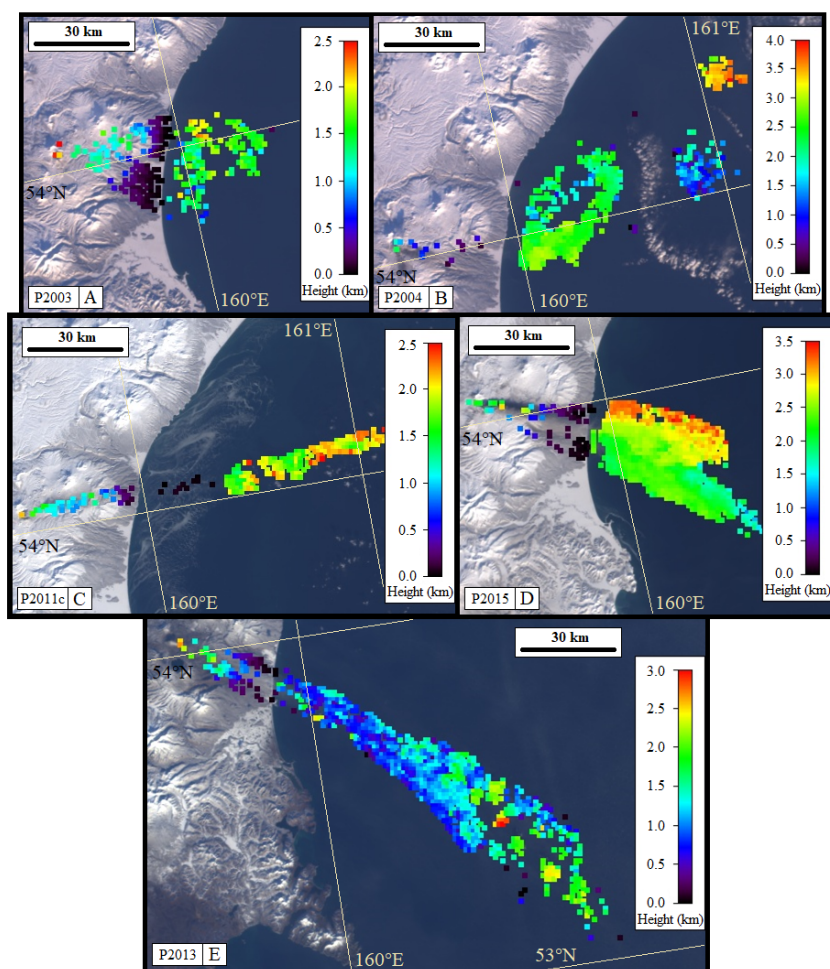 30 km
2.5
2.0
1.5
1.0
0.5
0.0
Height (km)
54°N
160°E
P2003 A
30 km
161°E
4.0
3.5
3.0
2.5
2.0
1.5
1.0
0.5
0.0
Height (km)
54°N
160°E
P2004 B
30 km
161°E
2.5
2.0
1.5
1.0
0.5
0.0
Height (km)
54°N
160°E
P2011c C
30 km
3.5
3.0
2.5
2.0
1.5
1.0
0.5
0.0
Height (km)
54°N
160°E
P2015 D
30 km
54°N
3.0
2.5
2.0
1.5
1.0
0.5
0.0
Height (km)
P2013 E
160°E
53°N